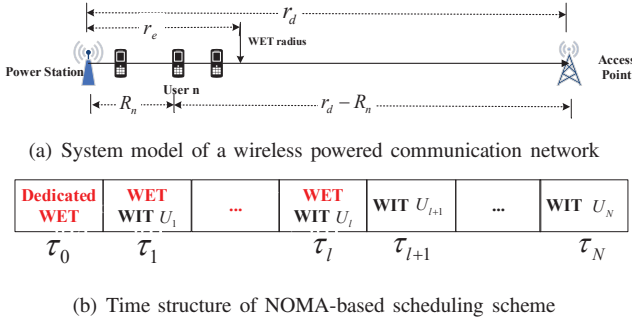 r_d
r_e
WET radius
Power Station
User n
Access
Point
R_n
r_d − R_n
(a) System model of a wireless powered communication network
Dedicated WET
WET WIT U_1
...
WET WIT U_l
WIT U_{l+1}
...
WIT U_N
τ_0 τ_1 τ_l τ_{l+1} τ_N
(b) Time structure of NOMA-based scheduling scheme